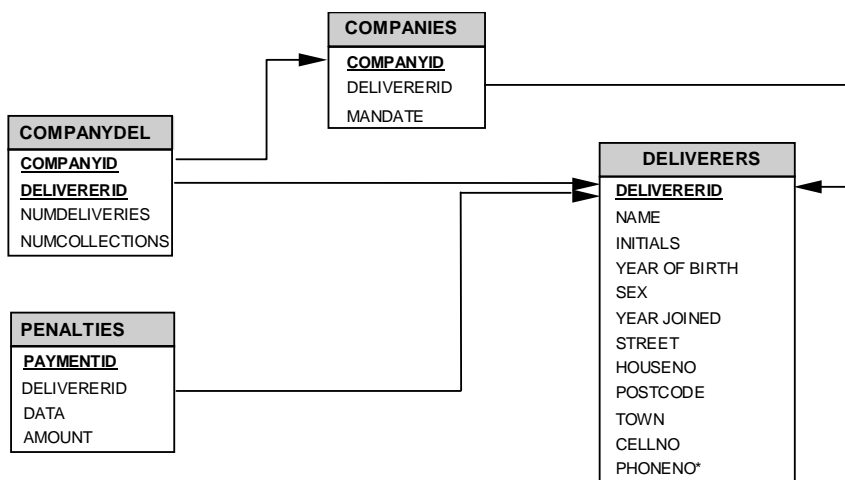 COMPANIES
COMPANYID
DELIVERERID
MANDATE
COMPANYDEL
COMPANYID
DELIVERERID
NUMDELIVERIES
NUMCOLLECTIONS
DELIVERERS
DELIVERERID
NAME
INITIALS
YEAR OF BIRTH
SEX
YEAR JOINED
STREET
HOUSENO
POSTCODE
TOWN
CELLNO
PHONENO*
PENALTIES
PAYMENTID
DELIVERERID
DATA
AMOUNT